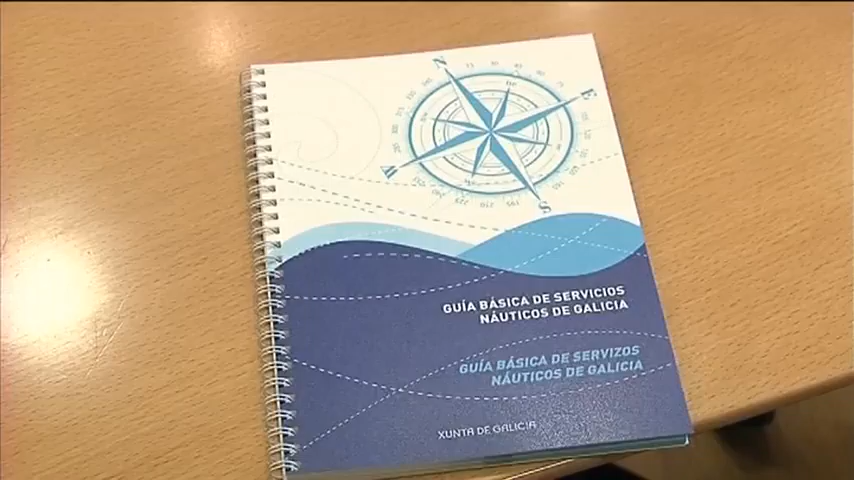 N
E
S
GUÍA BÁSICA DE SERVICIOS
NÁUTICOS DE GALICIA
GUÍA BÁSICA DE SERVIZOS
NÁUTICOS DE GALICIA
XUNTA DE GALICIA